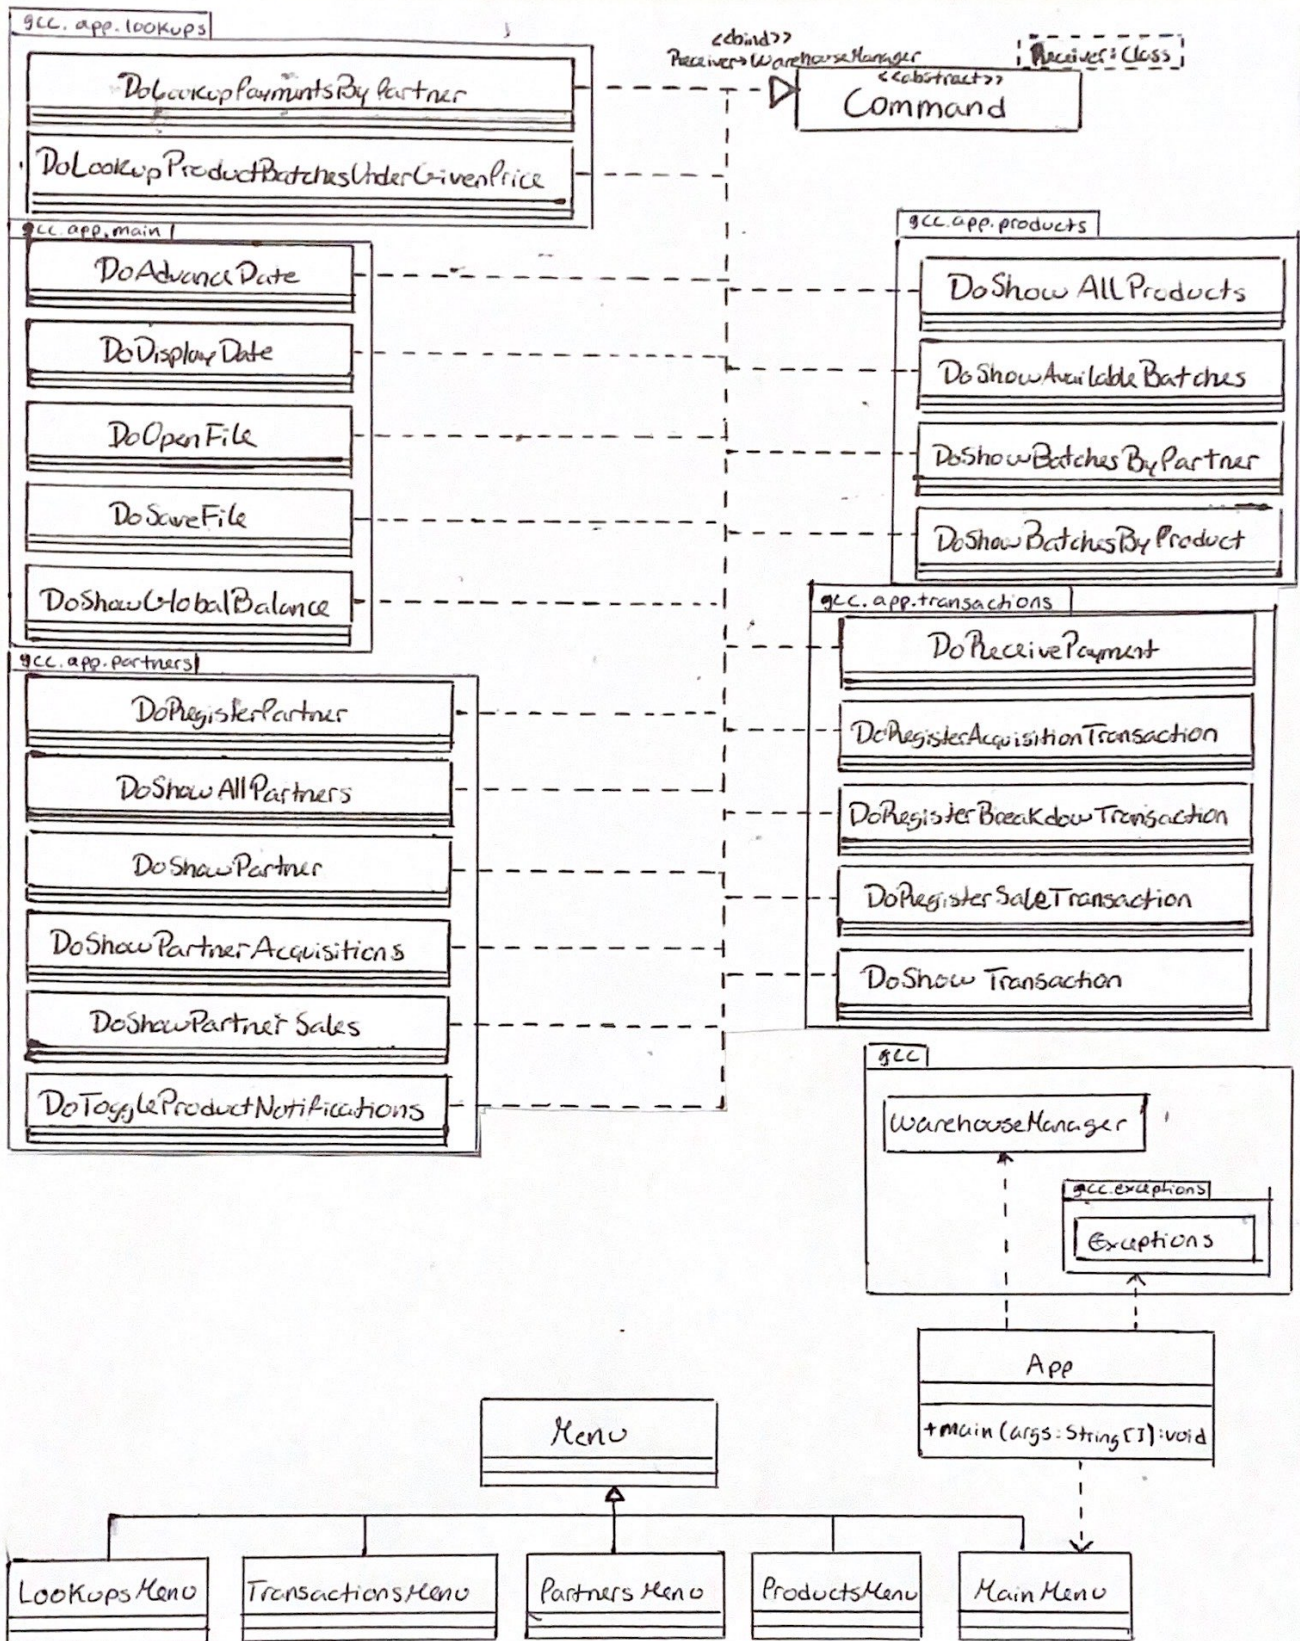 gcc.app.lookups
DoLookupPaymentsByPartner
DoLookupProductBatchesUnderGivenPrice
<<bind>>
Receiver->WarehouseManager
Receiver:Class
<<abstract>>
Command
gcc.app.main
DoAdvanceDate
DoDisplayDate
DoOpenFile
DoSaveFile
DoShowGlobalBalance
gcc.app.products
DoShowAllProducts
DoShowAvailableBatches
DoShowBatchesByPartner
DoShowBatchesByProduct
gcc.app.partners
DoRegisterPartner
DoShowAllPartners
DoShowPartner
DoShowPartnerAcquisitions
DoShowPartnerSales
DoToggleProductNotifications
gcc.app.transactions
DoReceivePayment
DoRegisterAcquisitionTransaction
DoRegisterBreakdowTransaction
DoRegisterSaleTransaction
DoShowTransaction
gcc
WarehouseManager
gcc.exceptions
Exceptions
App
+main(args:String[]):void
Menu
LookupsMenu
TransactionsMenu
PartnersMenu
ProductsMenu
MainMenu